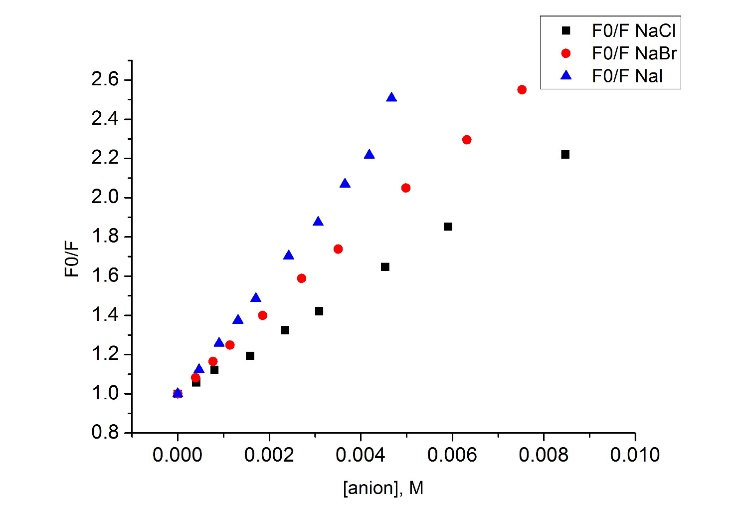 F0/F NaCl
F0/F NaBr
F0/F NaI
2.6
2.4
2.2
2.0
1.8
1.6
1.4
1.2
1.0
0.8
F0/F
0.000 0.002 0.004 0.006 0.008 0.010
[anion], M